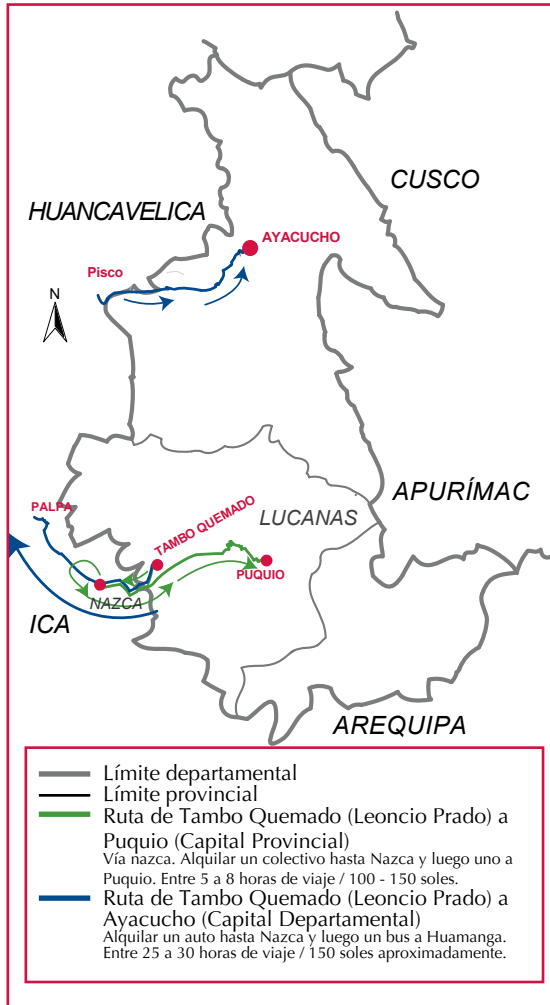 CUSCO
HUANCAVELICA
AYACUCHO
Pisco
N
APURÍMAC
PALPA
TAMBO QUEMADO
LUCANAS
PUQUIO
NAZCA
ICA
AREQUIPA
Límite departamental
Límite provincial
Ruta de Tambo Quemado (Leoncio Prado) a
Puquio (Capital Provincial)
Vía nazca. Alquilar un colectivo hasta Nazca y luego uno a
Puquio. Entre 5 a 8 horas de viaje / 100 - 150 soles.
Ruta de Tambo Quemado (Leoncio Prado) a
Ayacucho (Capital Departamental)
Alquilar un auto hasta Nazca y luego un bus a Huamanga.
Entre 25 a 30 horas de viaje / 150 soles aproximadamente.